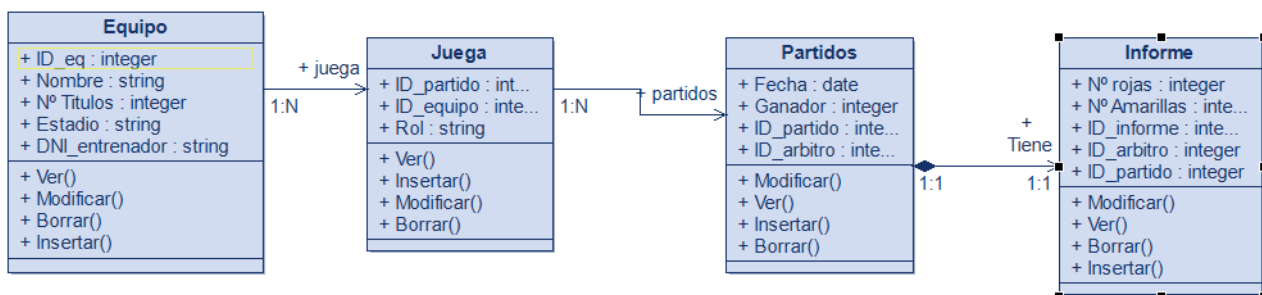 Equipo
+ ID_eq : integer
+ Nombre : string
+ Nº Titulos : integer
+ Estadio : string
+ DNI_entrenador : string
+ Ver()
+ Modificar()
+ Borrar()
+ Insertar()
+ juega
1:N
Juega
+ ID_partido : int...
+ ID_equipo : inte...
+ Rol : string
+ Ver()
+ Insertar()
+ Modificar()
+ Borrar()
1:N
+ partidos
Partidos
+ Fecha : date
+ Ganador : integer
+ ID_partido : inte...
+ ID_arbitro : inte...
+ Modificar()
+ Ver()
+ Insertar()
+ Borrar()
+
Tiene
1:1
1:1
Informe
+ Nº rojas : integer
+ Nº Amarillas : inte...
+ ID_informe : inte...
+ ID_arbitro : integer
+ ID_partido : integer
+ Modificar()
+ Ver()
+ Borrar()
+ Insertar()